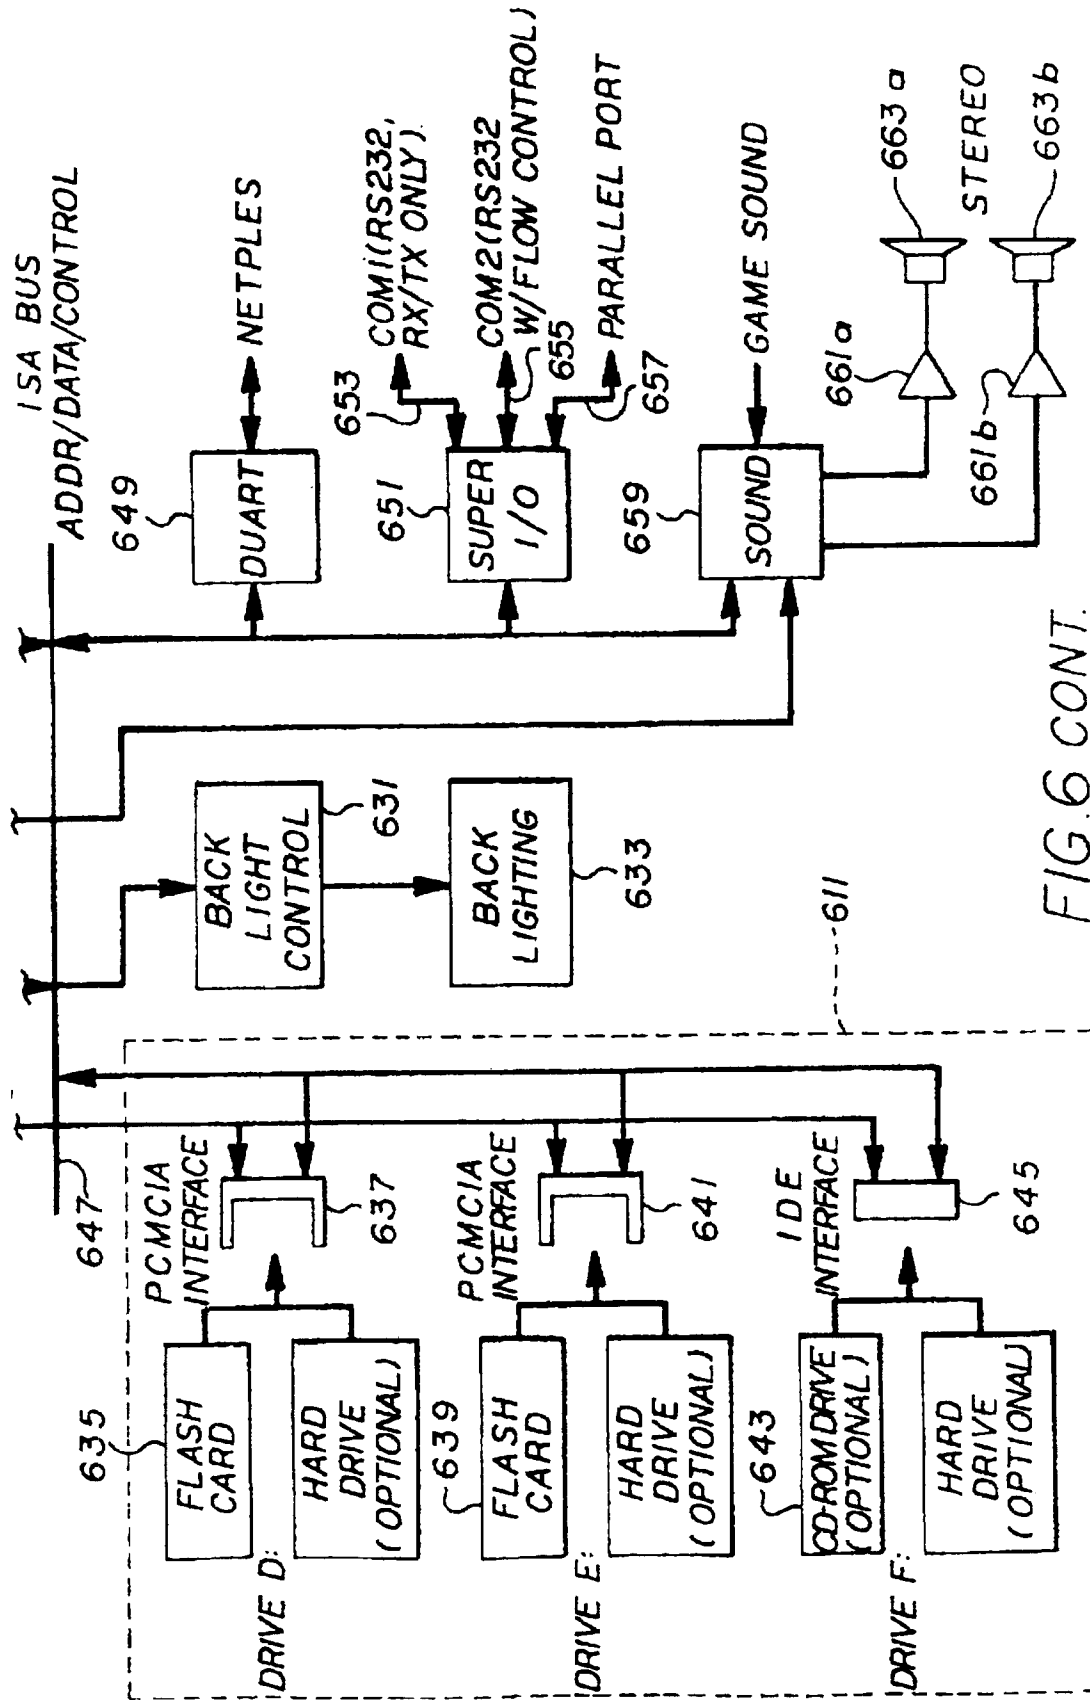 ISA BUS
ADDR/DATA/CONTROL
647
635
FLASH
CARD
DRIVE D:
HARD
DRIVE
(OPTIONAL)
PCMCIA
INTERFACE
637
639
FLASH
CARD
DRIVE E:
HARD
DRIVE
(OPTIONAL)
PCMCIA
INTERFACE
641
643
CD-ROM DRIVE
(OPTIONAL)
DRIVE F:
HARD
DRIVE
(OPTIONAL)
IDE
INTERFACE
645
611
BACK
LIGHT
CONTROL
631
BACK
LIGHTING
633
649
DUART
NETPLES
651
SUPER
I/O
653
COM1(RS232,
RX/TX ONLY)
COM2(RS232
W/FLOW CONTROL)
655
PARALLEL PORT
657
659
SOUND
GAME SOUND
661a
661b
663a
STEREO
663b
FIG.6 CONT.